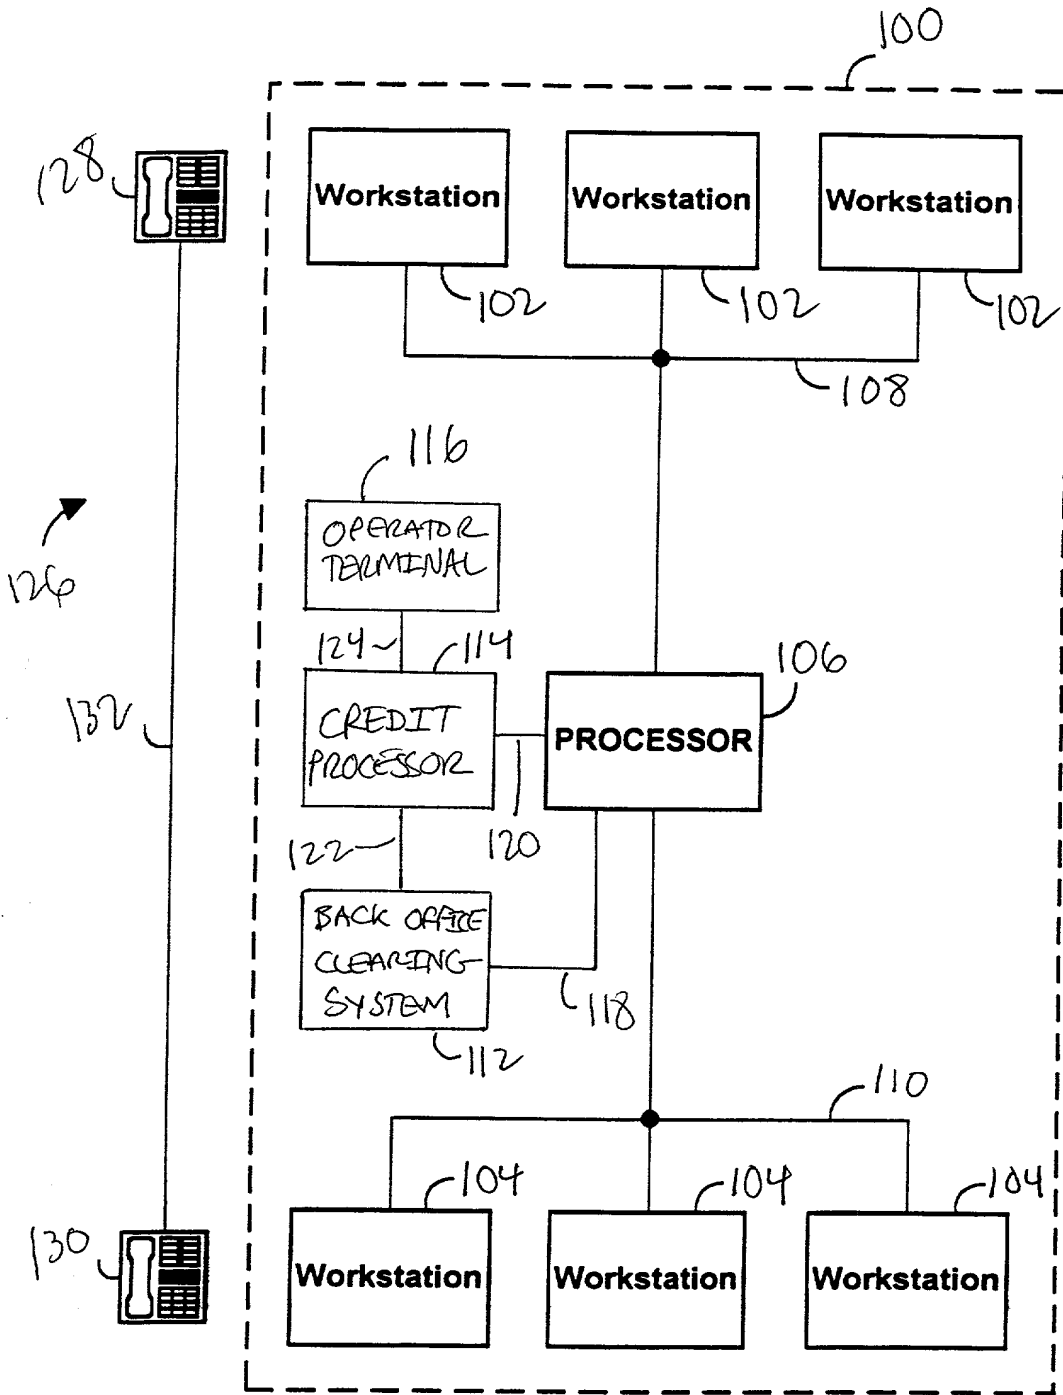 100
128
Workstation
Workstation
Workstation
102
102
102
108
116
OPERATOR
TERMINAL
126
124
114
106
132
CREDIT
PROCESSOR
PROCESSOR
122
120
BACK OFFICE
CLEARING
SYSTEM
118
112
110
104
104
104
130
Workstation
Workstation
Workstation